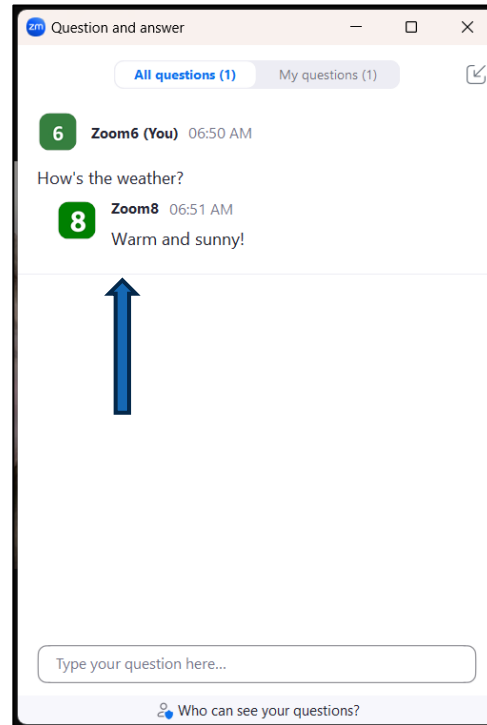 zm Question and answer
All questions (1) My questions (1)
6 Zoom6 (You) 06:50 AM
How's the weather?
8 Zoom8 06:51 AM
Warm and sunny!
Type your question here...
Who can see your questions?